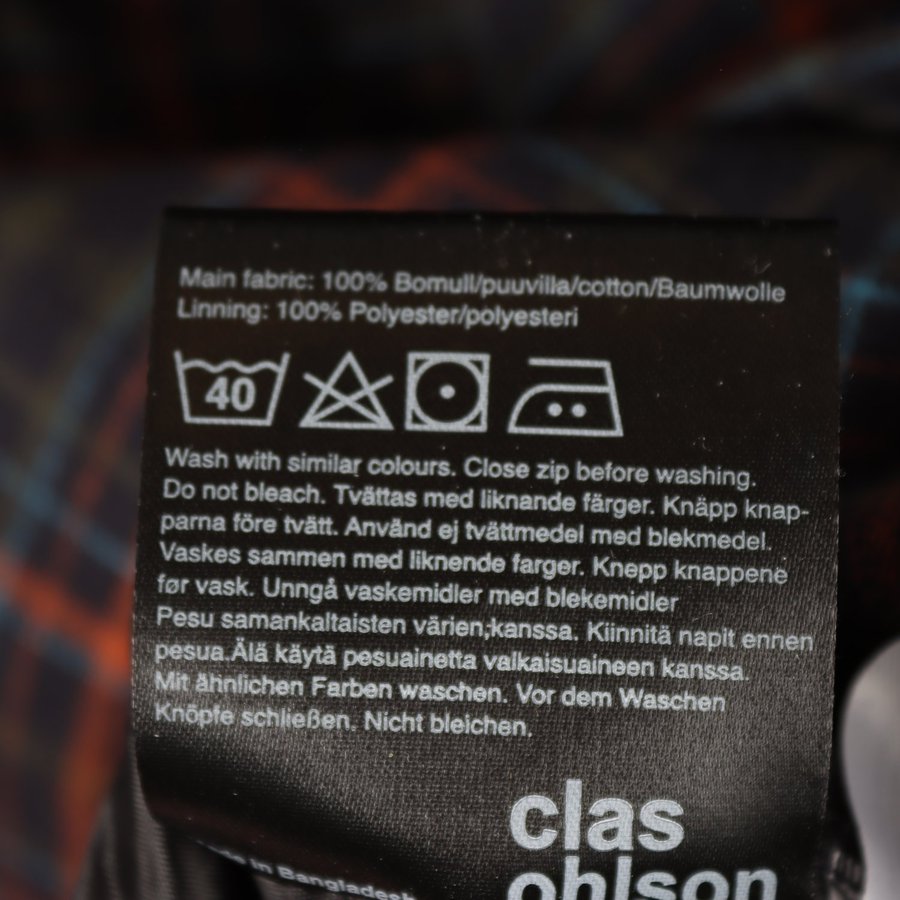 Main fabric: 100% Bomull/puuvilla/cotton/Baumwolle
Linning: 100% Polyester/polyesteri
40
Wash with similar colours. Close zip before washing.
Do not bleach. Tvättas med liknande färger. Knäpp knap-
parna före tvätt. Använd ej tvättmedel med blekmedel.
Vaskes sammen med liknende farger. Knepp knappene
før vask. Unngå vaskemidler med blekemidler
Pesu samankaltaisten värien,kanssa. Kiinnitä napit ennen
pesua.Älä käytä pesuainetta valkaisuaineen kanssa.
Mit ähnlichen Farben waschen. Vor dem Waschen
Knöpfe schließen. Nicht bleichen.
clas
ohlson
in Bangladesh